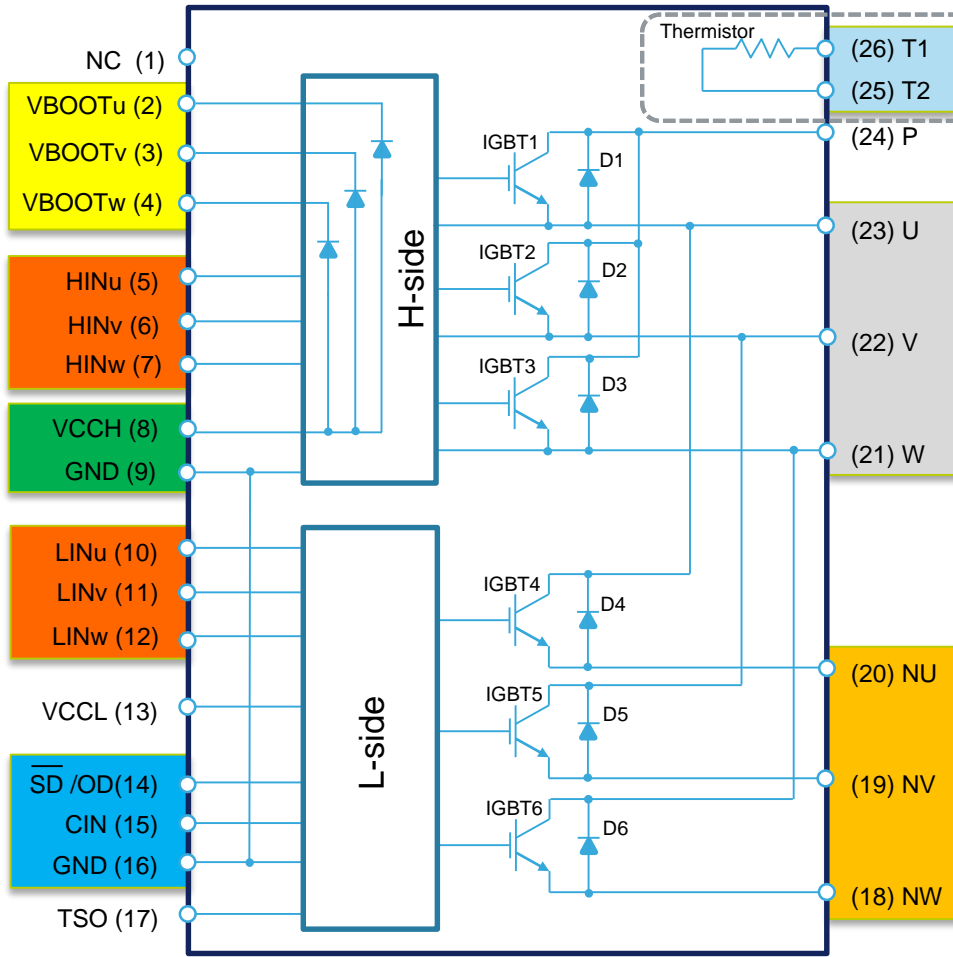 NC (1)
VBOOTu (2)
VBOOTv (3)
VBOOTw (4)
HINu (5)
HINv (6)
HINw (7)
VCCH (8)
GND (9)
LINu (10)
LINv (11)
LINw (12)
VCCL (13)
S̅D̅ /OD(14)
CIN (15)
GND (16)
TSO (17)
H-side
L-side
IGBT1
D1
IGBT2
D2
IGBT3
D3
IGBT4
D4
IGBT5
D5
IGBT6
D6
Thermistor
(26) T1
(25) T2
(24) P
(23) U
(22) V
(21) W
(20) NU
(19) NV
(18) NW